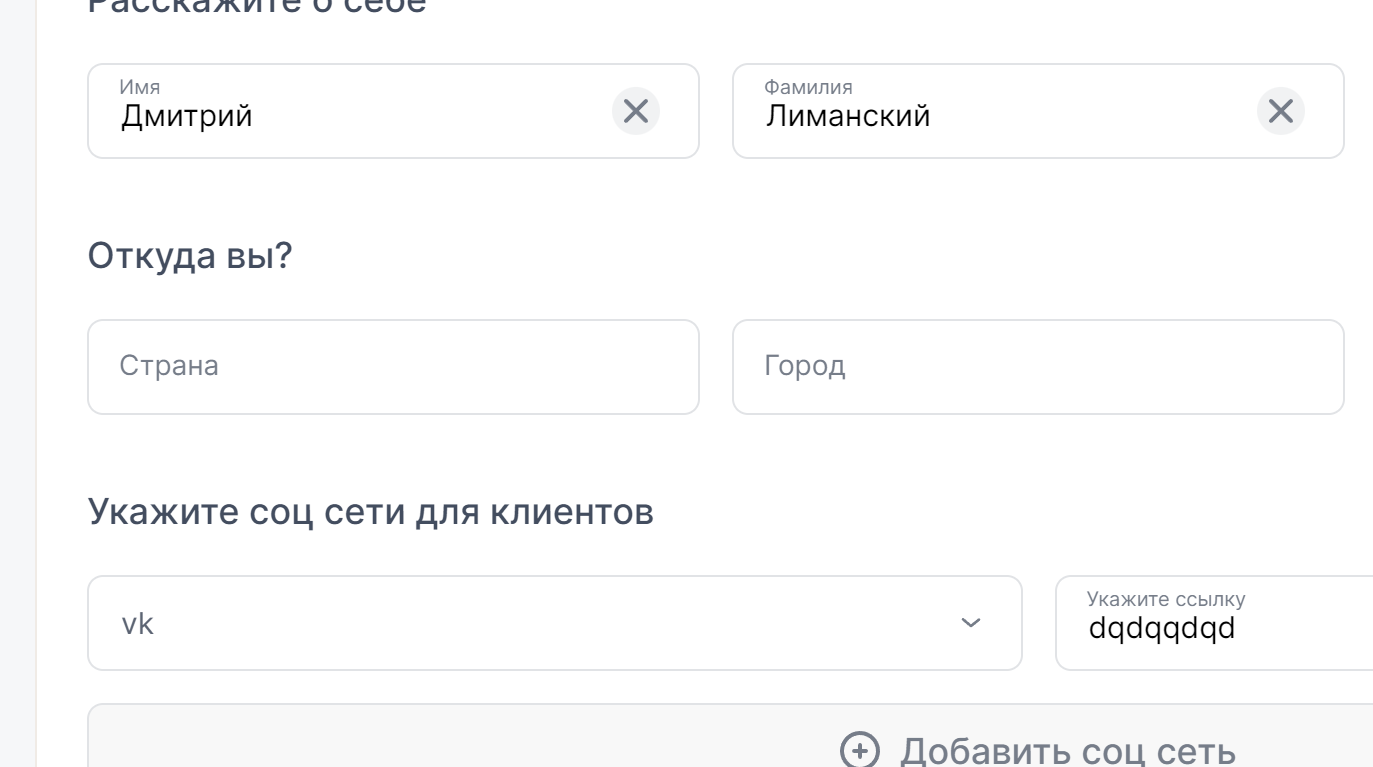 Расскажите о себе
Имя
Дмитрий
Фамилия
Лиманский
Откуда вы?
Страна
Город
Укажите соц сети для клиентов
vk
Укажите ссылку
dqdqqdqd
Добавить соц сеть